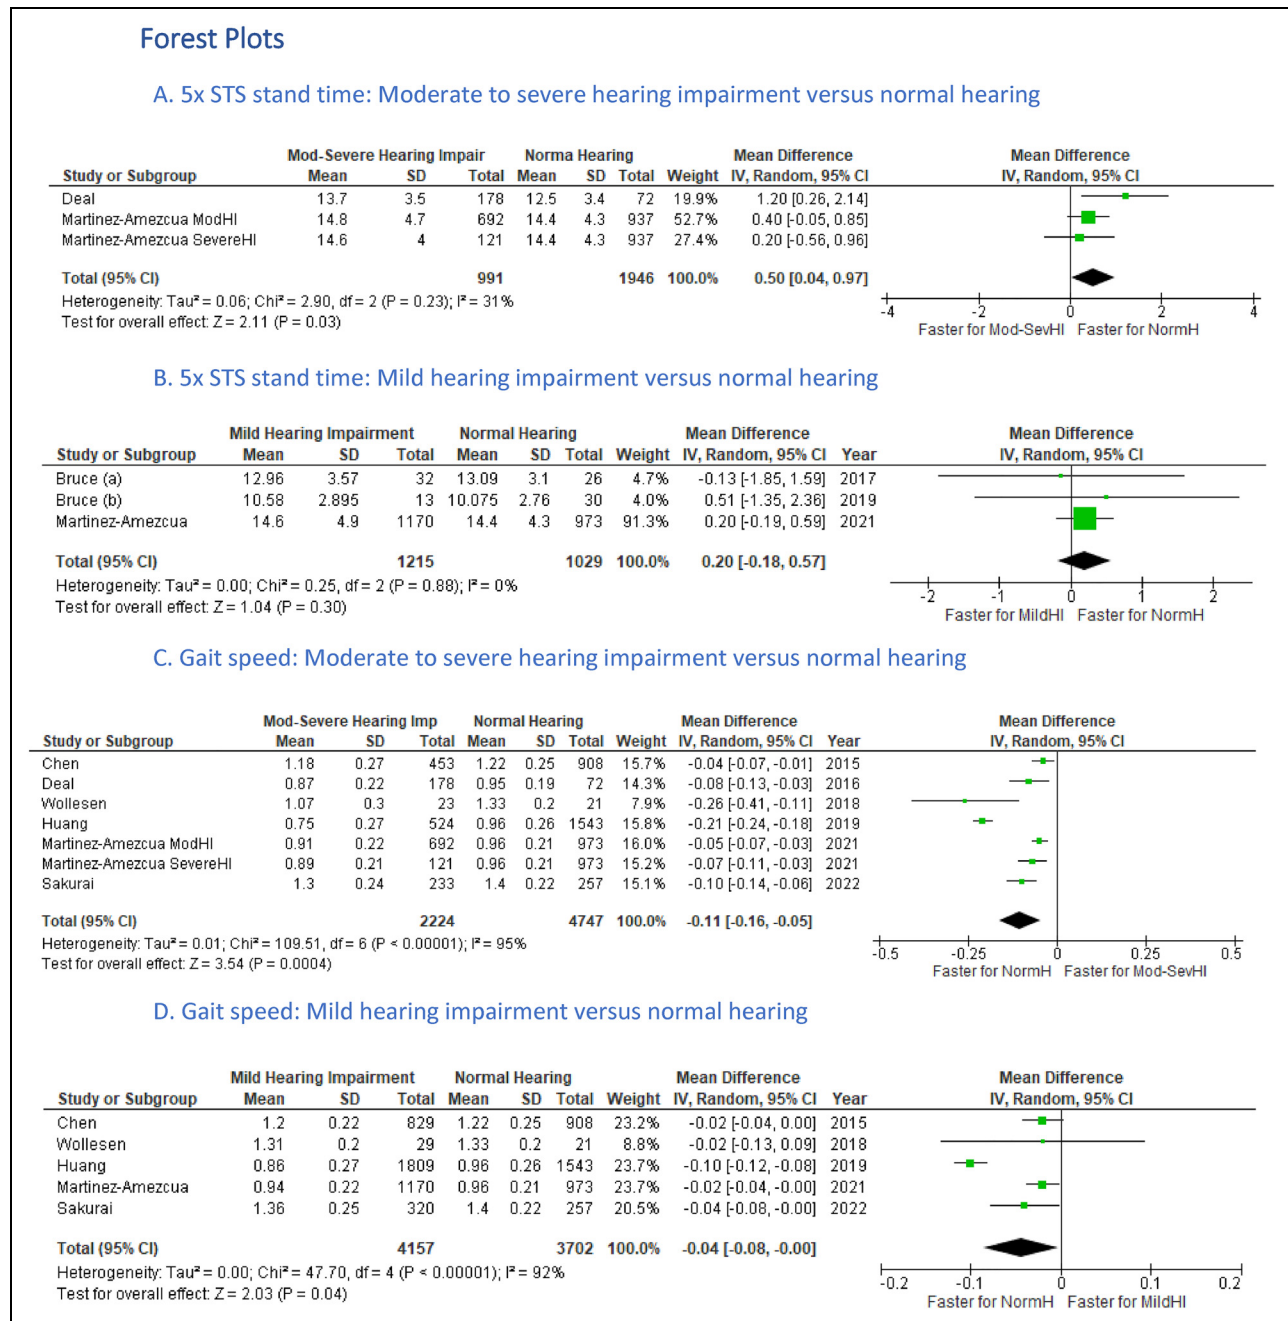 Forest Plots
A. 5x STS stand time: Moderate to severe hearing impairment versus normal hearing
Mod-Severe Hearing Impair Norma Hearing Mean Difference Mean Difference
Study or Subgroup Mean SD Total Mean SD Total Weight IV, Random, 95% CI IV, Random, 95% CI
Deal 13.7 3.5 178 12.5 3.4 72 19.9% 1.20 [0.26, 2.14]
Martinez-Amezcua ModHI 14.8 4.7 692 14.4 4.3 937 52.7% 0.40 [-0.05, 0.85]
Martinez-Amezcua SevereHI 14.6 4 121 14.4 4.3 937 27.4% 0.20 [-0.56, 0.96]
Total (95% CI) 991 1946 100.0% 0.50 [0.04, 0.97]
Heterogeneity: Tau² = 0.06; Chi² = 2.90, df = 2 (P = 0.23); I² = 31%
Test for overall effect: Z = 2.11 (P = 0.03)
-4 -2 0 2 4
Faster for Mod-SevHI Faster for NormH
B. 5x STS stand time: Mild hearing impairment versus normal hearing
Mild Hearing Impairment Normal Hearing Mean Difference Mean Difference
Study or Subgroup Mean SD Total Mean SD Total Weight IV, Random, 95% CI Year IV, Random, 95% CI
Bruce (a) 12.96 3.57 32 13.09 3.1 26 4.7% -0.13 [-1.85, 1.59] 2017
Bruce (b) 10.58 2.895 13 10.075 2.76 30 4.0% 0.51 [-1.35, 2.36] 2019
Martinez-Amezcua 14.6 4.9 1170 14.4 4.3 973 91.3% 0.20 [-0.19, 0.59] 2021
Total (95% CI) 1215 1029 100.0% 0.20 [-0.18, 0.57]
Heterogeneity: Tau² = 0.00; Chi² = 0.25, df = 2 (P = 0.88); I² = 0%
Test for overall effect: Z = 1.04 (P = 0.30)
-2 -1 0 1 2
Faster for MildHI Faster for NormH
C. Gait speed: Moderate to severe hearing impairment versus normal hearing
Mod-Severe Hearing Imp Normal Hearing Mean Difference Mean Difference
Study or Subgroup Mean SD Total Mean SD Total Weight IV, Random, 95% CI Year IV, Random, 95% CI
Chen 1.18 0.27 453 1.22 0.25 908 15.7% -0.04 [-0.07, -0.01] 2015
Deal 0.87 0.22 178 0.95 0.19 72 14.3% -0.08 [-0.13, -0.03] 2016
Wollesen 1.07 0.3 23 1.33 0.2 21 7.9% -0.26 [-0.41, -0.11] 2018
Huang 0.75 0.27 524 0.96 0.26 1543 15.8% -0.21 [-0.24, -0.18] 2019
Martinez-Amezcua ModHI 0.91 0.22 692 0.96 0.21 973 16.0% -0.05 [-0.07, -0.03] 2021
Martinez-Amezcua SevereHI 0.89 0.21 121 0.96 0.21 973 15.2% -0.07 [-0.11, -0.03] 2021
Sakurai 1.3 0.24 233 1.4 0.22 257 15.1% -0.10 [-0.14, -0.06] 2022
Total (95% CI) 2224 4747 100.0% -0.11 [-0.16, -0.05]
Heterogeneity: Tau² = 0.01; Chi² = 109.51, df = 6 (P < 0.00001); I² = 95%
Test for overall effect: Z = 3.54 (P = 0.0004)
-0.5 -0.25 0 0.25 0.5
Faster for NormH Faster for Mod-SevHI
D. Gait speed: Mild hearing impairment versus normal hearing
Mild Hearing Impairment Normal Hearing Mean Difference Mean Difference
Study or Subgroup Mean SD Total Mean SD Total Weight IV, Random, 95% CI Year IV, Random, 95% CI
Chen 1.2 0.22 829 1.22 0.25 908 23.2% -0.02 [-0.04, 0.00] 2015
Wollesen 1.31 0.2 29 1.33 0.2 21 8.8% -0.02 [-0.13, 0.09] 2018
Huang 0.86 0.27 1809 0.96 0.26 1543 23.7% -0.10 [-0.12, -0.08] 2019
Martinez-Amezcua 0.94 0.22 1170 0.96 0.21 973 23.7% -0.02 [-0.04, -0.00] 2021
Sakurai 1.36 0.25 320 1.4 0.22 257 20.5% -0.04 [-0.08, -0.00] 2022
Total (95% CI) 4157 3702 100.0% -0.04 [-0.08, -0.00]
Heterogeneity: Tau² = 0.00; Chi² = 47.70, df = 4 (P < 0.00001); I² = 92%
Test for overall effect: Z = 2.03 (P = 0.04)
-0.2 -0.1 0 0.1 0.2
Faster for NormH Faster for MildHI